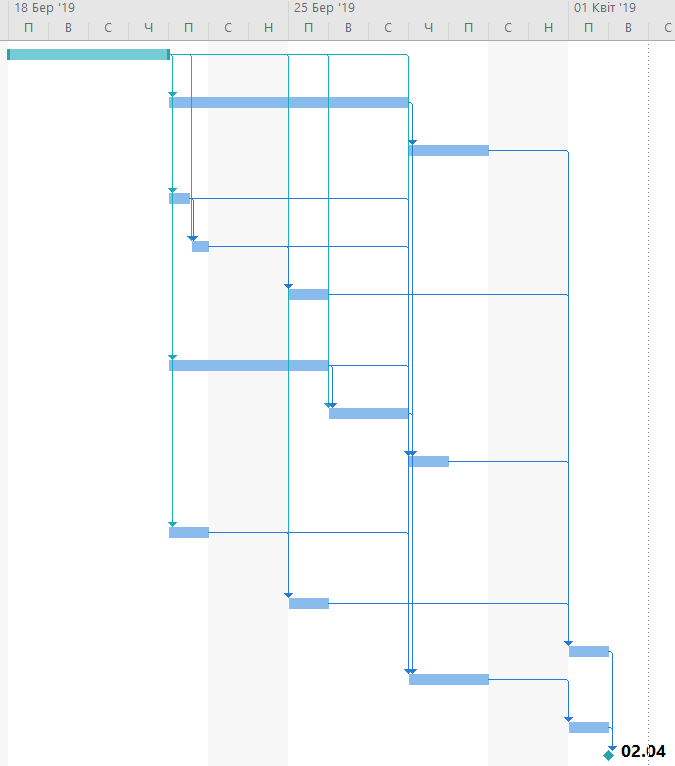 18 Бер '19 25 Бер '19 01 Квіт '19
П В С Ч П С Н П В С Ч П С Н П В С
02.04